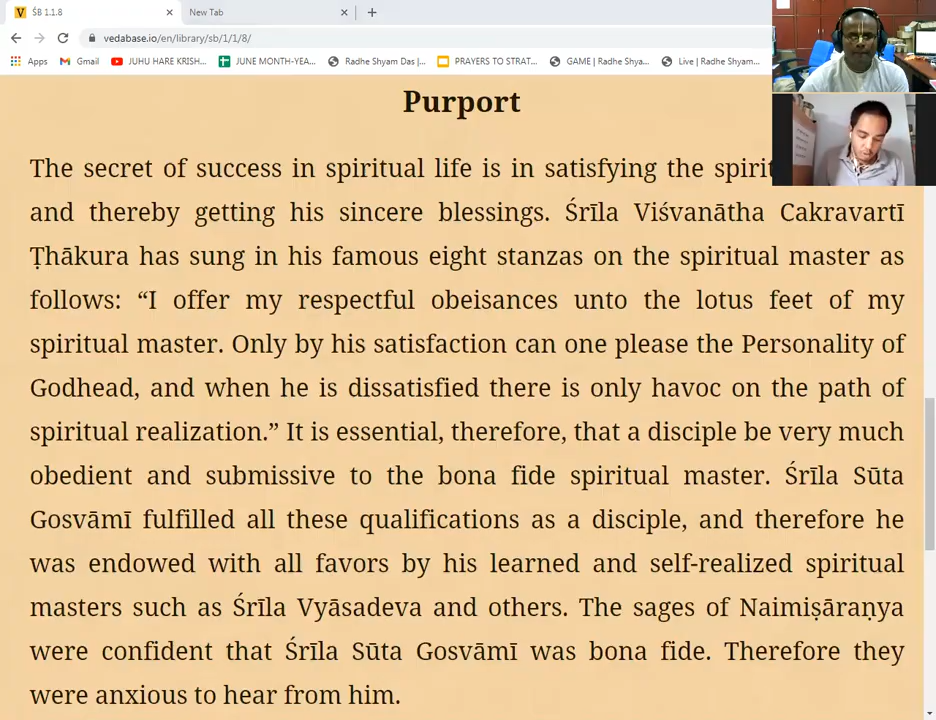 ŚB 1.1.8
New Tab
vedabase.io/en/library/sb/1/1/8/
Apps
Gmail
JUHU HARE KRISH...
JUNE MONTH-YEA...
Radhe Shyam Das |...
PRAYERS TO STRAT...
GAME | Radhe Shya...
Live | Radhe Shyam...
Purport
The secret of success in spiritual life is in satisfying the spirit
and thereby getting his sincere blessings. Śrīla Viśvanātha Cakravartī
Ṭhākura has sung in his famous eight stanzas on the spiritual master as
follows: “I offer my respectful obeisances unto the lotus feet of my
spiritual master. Only by his satisfaction can one please the Personality of
Godhead, and when he is dissatisfied there is only havoc on the path of
spiritual realization.” It is essential, therefore, that a disciple be very much
obedient and submissive to the bona fide spiritual master. Śrīla Sūta
Gosvāmī fulfilled all these qualifications as a disciple, and therefore he
was endowed with all favors by his learned and self-realized spiritual
masters such as Śrīla Vyāsadeva and others. The sages of Naimiṣāraṇya
were confident that Śrīla Sūta Gosvāmī was bona fide. Therefore they
were anxious to hear from him.